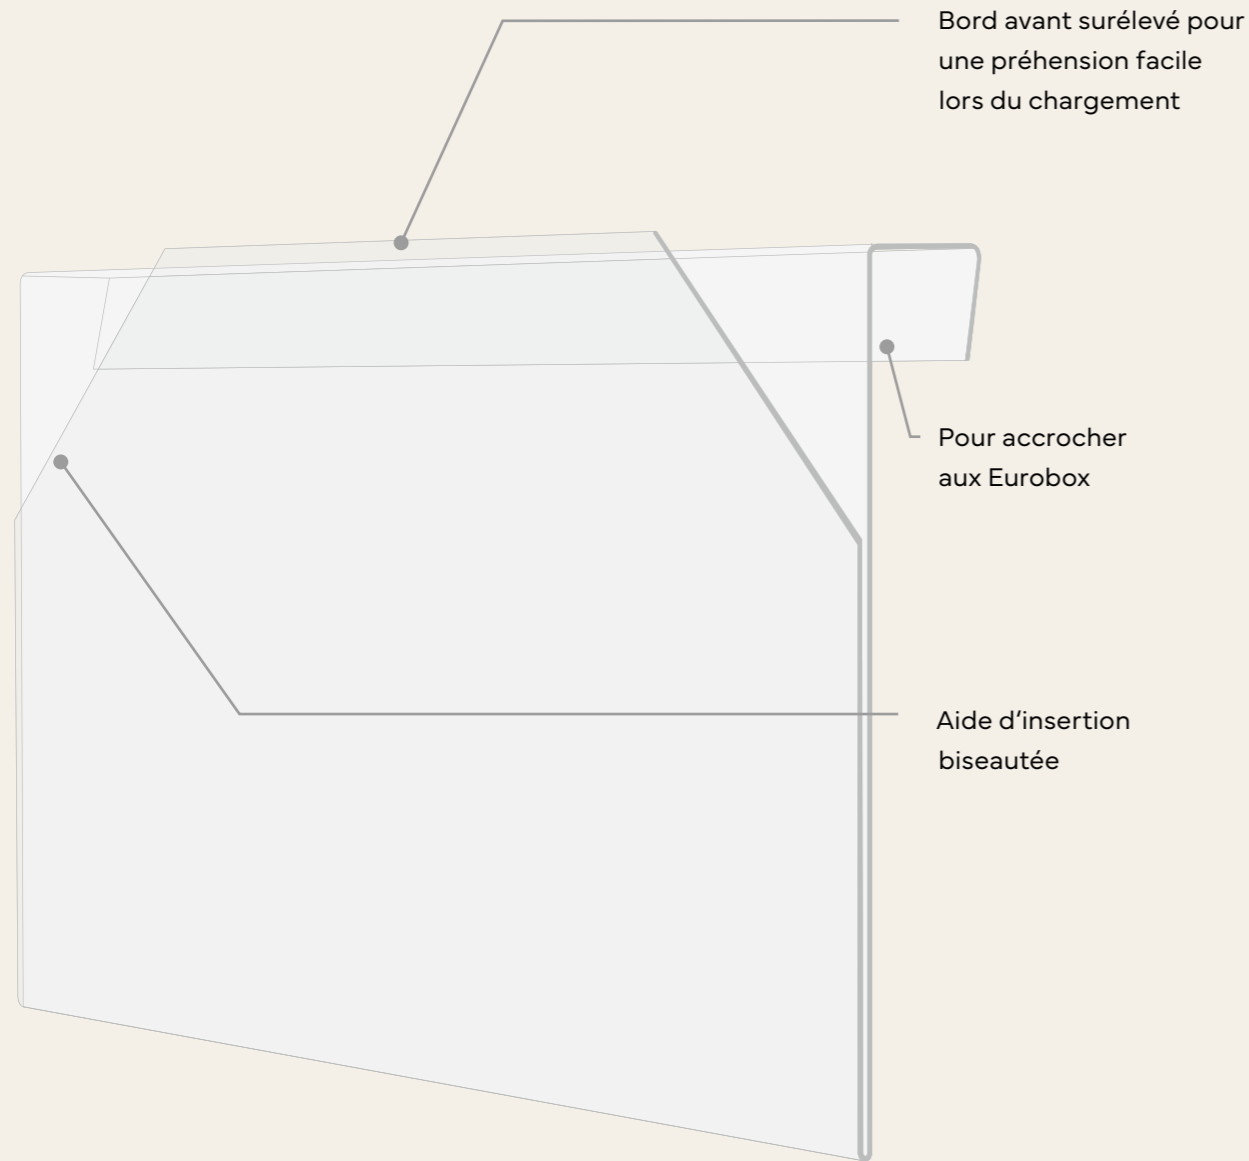 Bord avant surélevé pour
une préhension facile
lors du chargement
Pour accrocher
aux Eurobox
Aide d‘insertion
biseautée